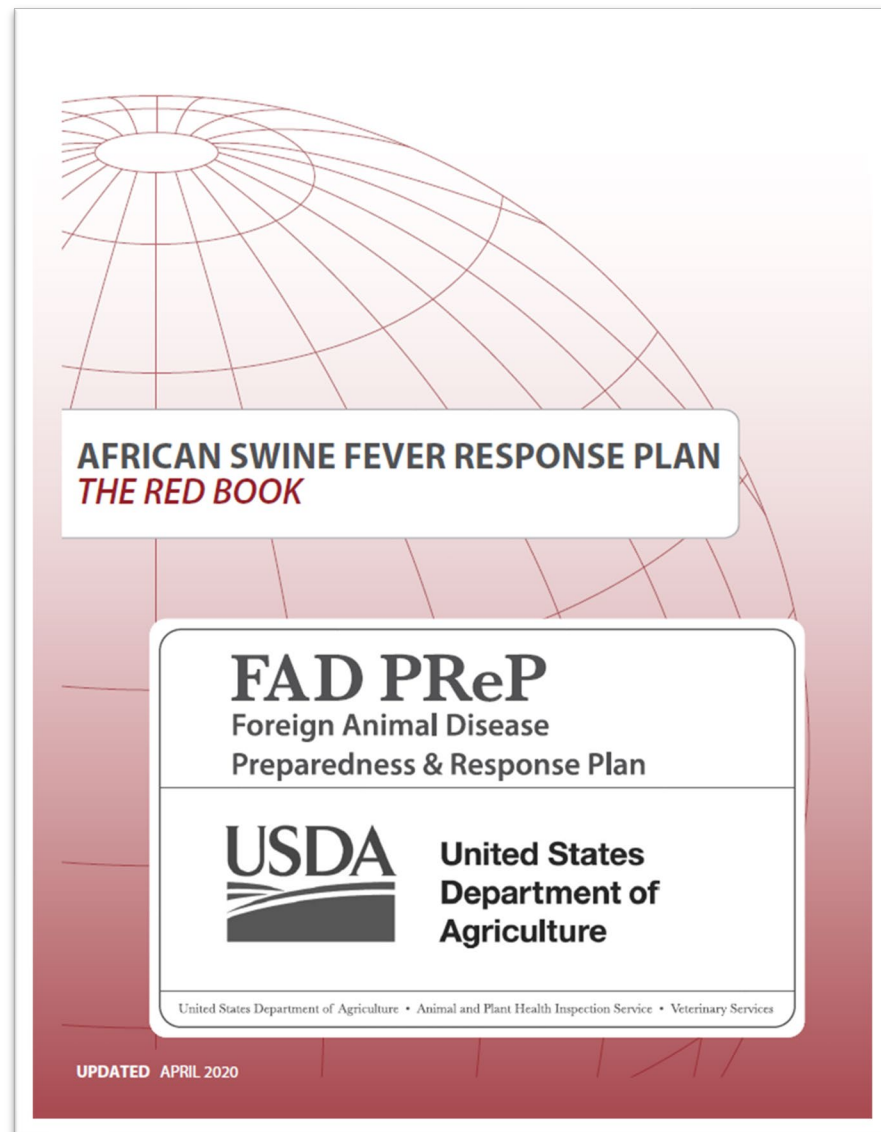 AFRICAN SWINE FEVER RESPONSE PLAN
THE RED BOOK
FAD PReP
Foreign Animal Disease
Preparedness & Response Plan
USDA
United States
Department of
Agriculture
United States Department of Agriculture • Animal and Plant Health Inspection Service • Veterinary Services
UPDATED APRIL 2020